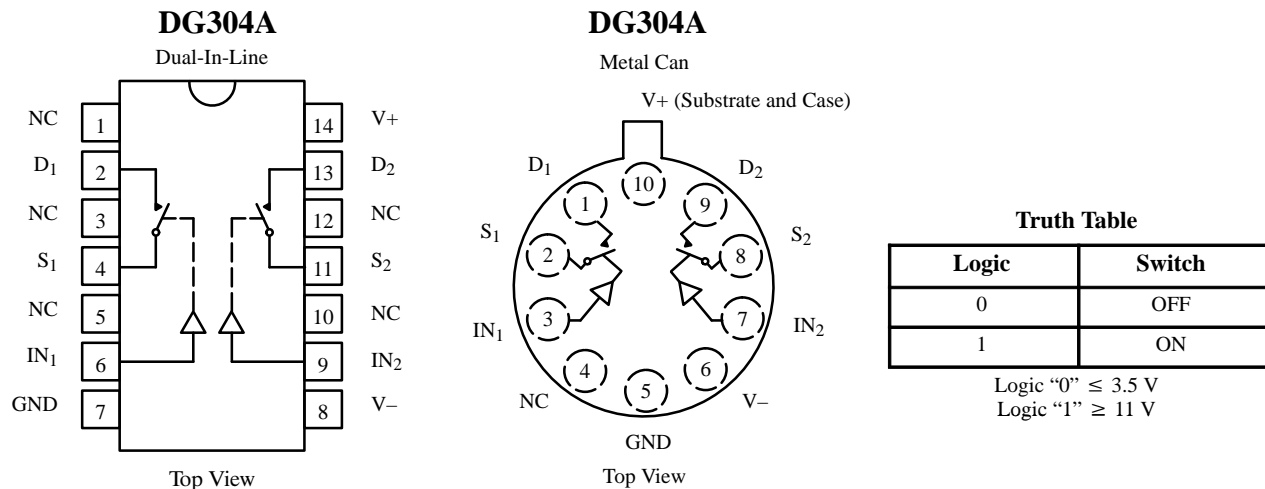 DG304A
Dual-In-Line
NC 1 14 V+
D1 2 13 D2
NC 3 12 NC
S1 4 11 S2
NC 5 10 NC
IN1 6 9 IN2
GND 7 8 V–
Top View
DG304A
Metal Can
V+ (Substrate and Case)
D1 10 D2
1 9
S1 2 8 S2
IN1 3 7 IN2
4 5 6
NC V–
GND
Top View
Truth Table
Logic Switch
0 OFF
1 ON
Logic “0” ≤ 3.5 V
Logic “1” ≥ 11 V